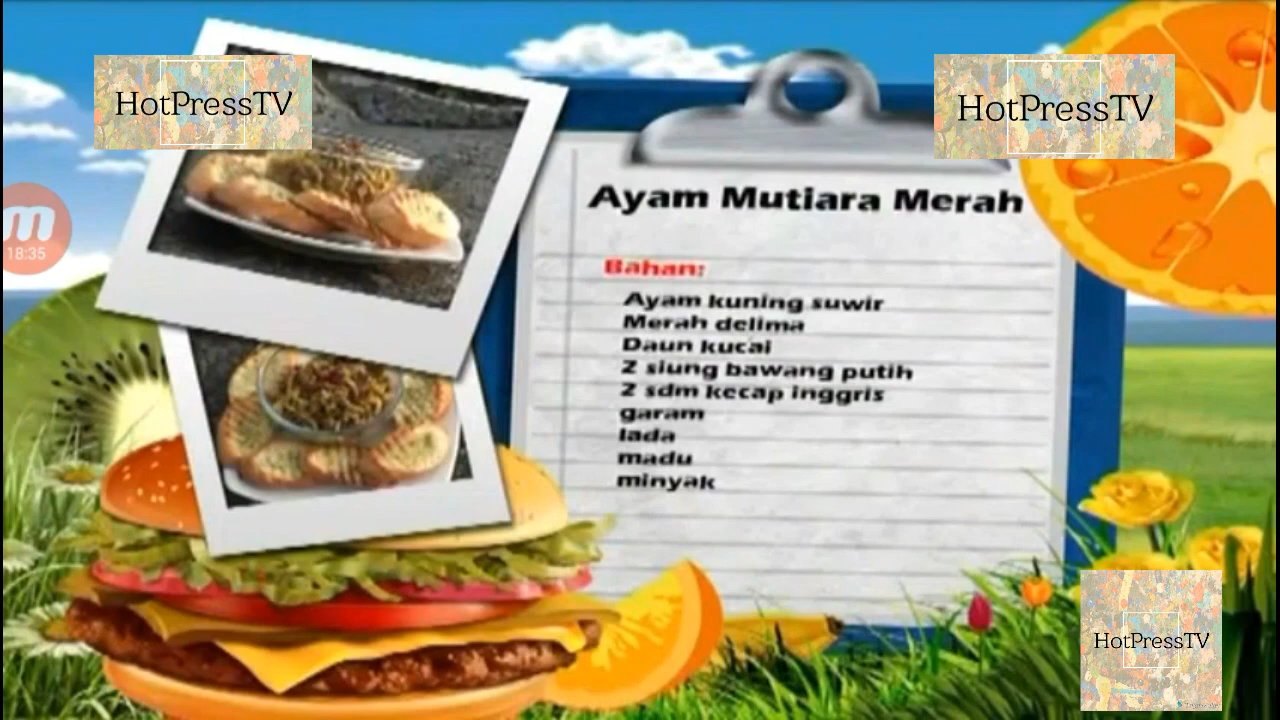 HotPressTV
HotPressTV
m
18:35
Ayam Mutiara Merah
Bahan:
Ayam kuning suwir
Merah delima
Daun kucai
2 siung bawang putih
2 sdm kecap inggris
garam
lada
madu
minyak
HotPressTV